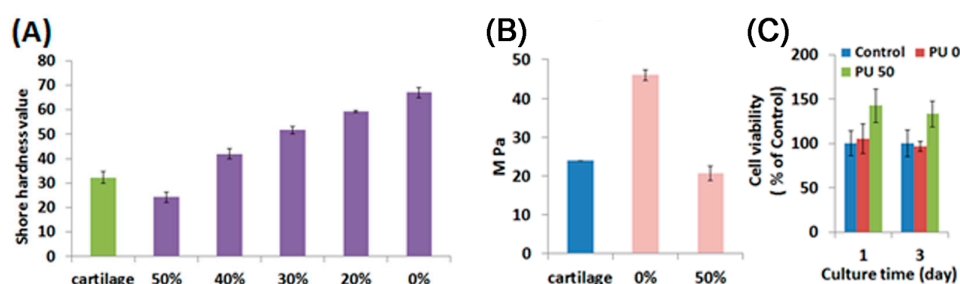 (A)
Shore hardness value
80
70
60
50
40
30
20
10
0
cartilage 50% 40% 30% 20% 0%
(B)
M Pa
50
40
30
20
10
0
cartilage 0% 50%
(C)
Cell viability
( % of Control)
200
150
100
50
0
Control PU 0
PU 50
1 3
Culture time (day)